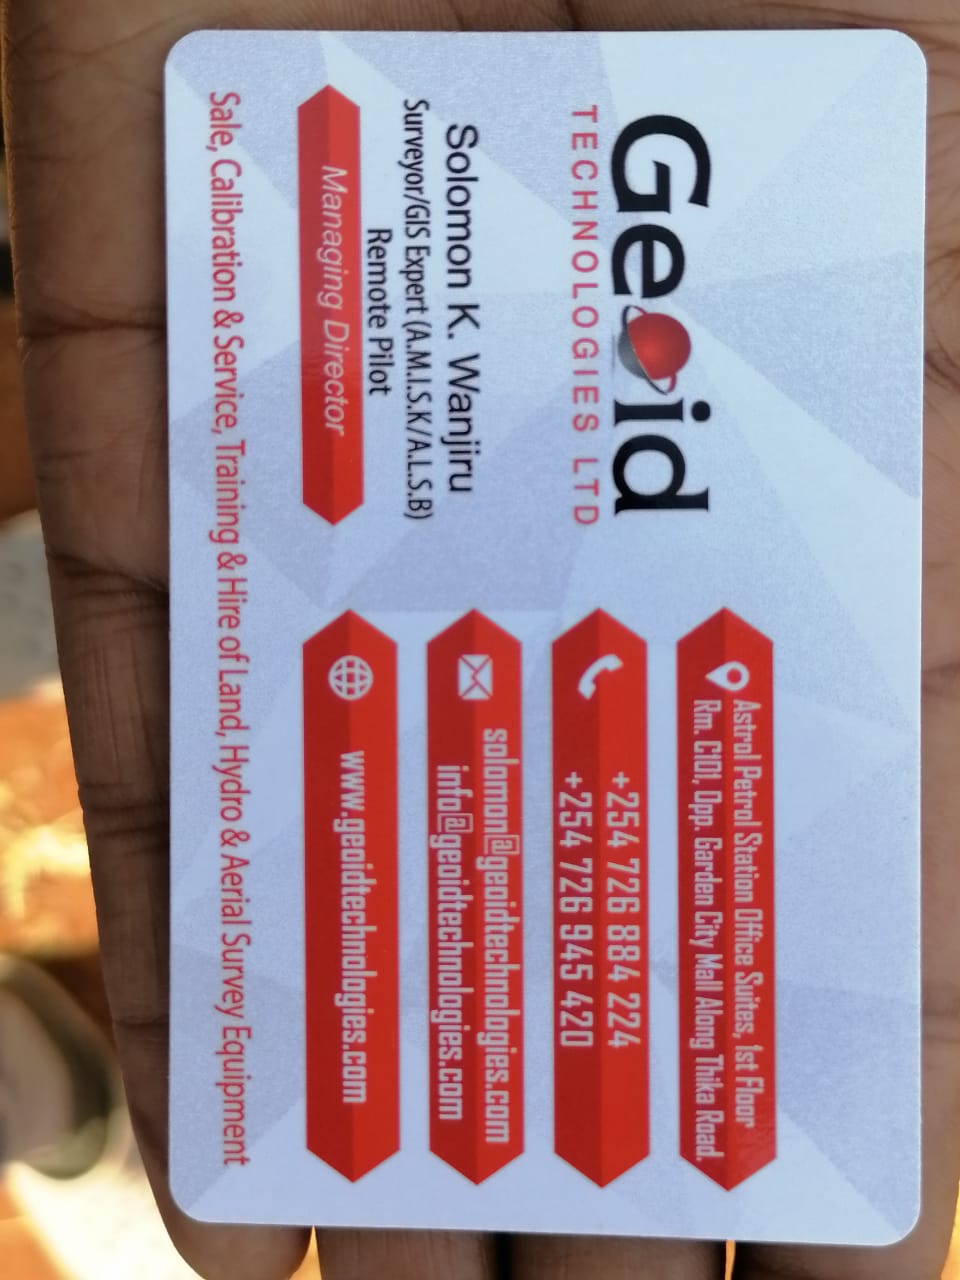 Geoid
TECHNOLOGIES LTD
Solomon K. Wanjiru
Surveyor/GIS Expert (A.M.I.S.K/A.L.S.B)
Remote Pilot
Managing Director
Astrol Petrol Station Office Suites, 1st Floor
Rm. C101, Opp. Garden City Mall Along Thika Road.
+254 726 884 224
+254 726 945 420
solomon@geoidtechnologies.com
info@geoidtechnolgies.com
www.geoidtechnologies.com
Sale, Calibration & Service, Training & Hire of Land, Hydro & Aerial Survey Equipment